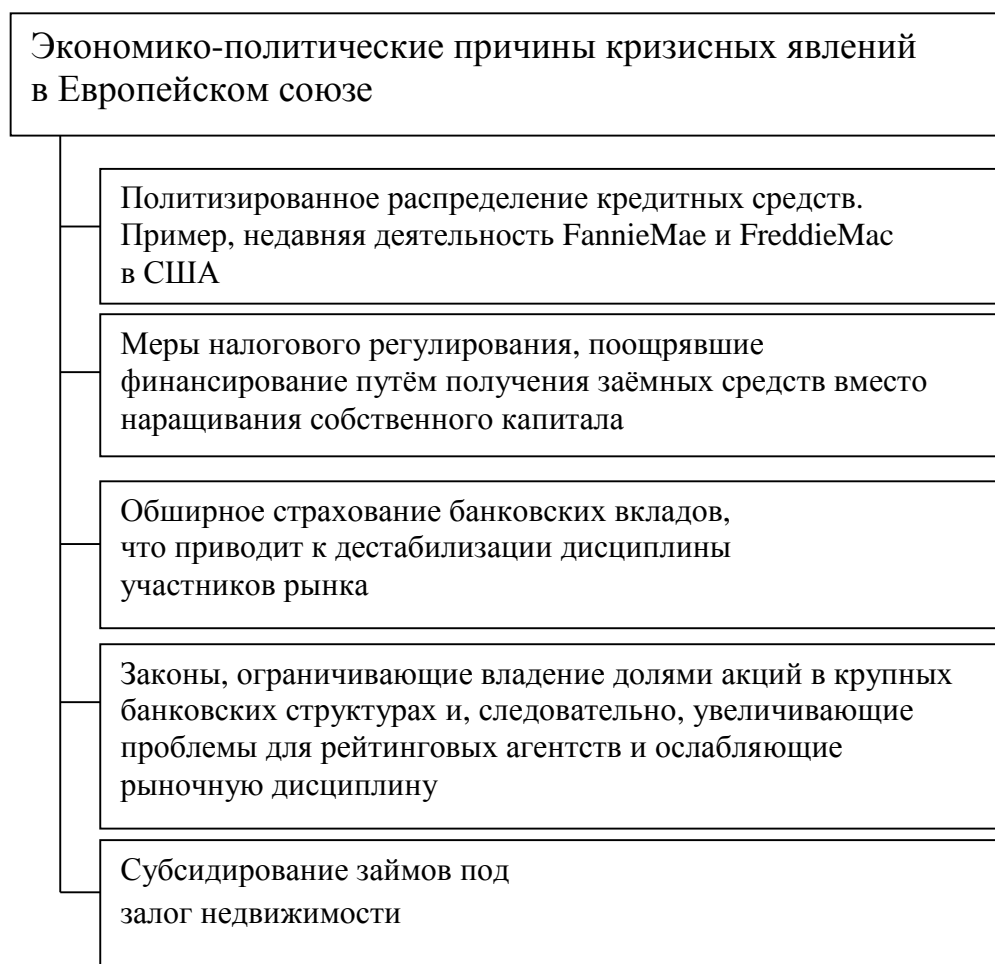 Экономико-политические причины кризисных явлений
в Европейском союзе
Политизированное распределение кредитных средств.
Пример, недавняя деятельность FannieMae и FreddieMac
в США
Меры налогового регулирования, поощрявшие
финансирование путём получения заёмных средств вместо
наращивания собственного капитала
Обширное страхование банковских вкладов,
что приводит к дестабилизации дисциплины
участников рынка
Законы, ограничивающие владение долями акций в крупных
банковских структурах и, следовательно, увеличивающие
проблемы для рейтинговых агентств и ослабляющие
рыночную дисциплину
Субсидирование займов под
залог недвижимости